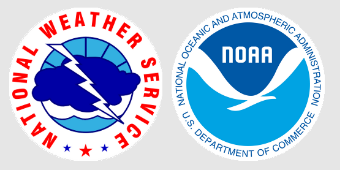 NATIONAL WEATHER SERVICE
NATIONAL OCEANIC AND ATMOSPHERIC ADMINISTRATION
NOAA
U.S. DEPARTMENT OF COMMERCE